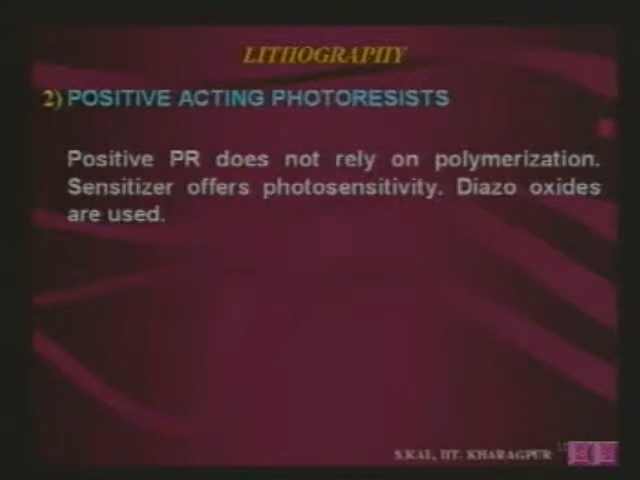 LITHOGRAPHY
2) POSITIVE ACTING PHOTORESISTS
Positive PR does not rely on polymerization.
Sensitizer offers photosensitivity. Diazo oxides
are used.
S.KAL, IIT. KHARAGPUR